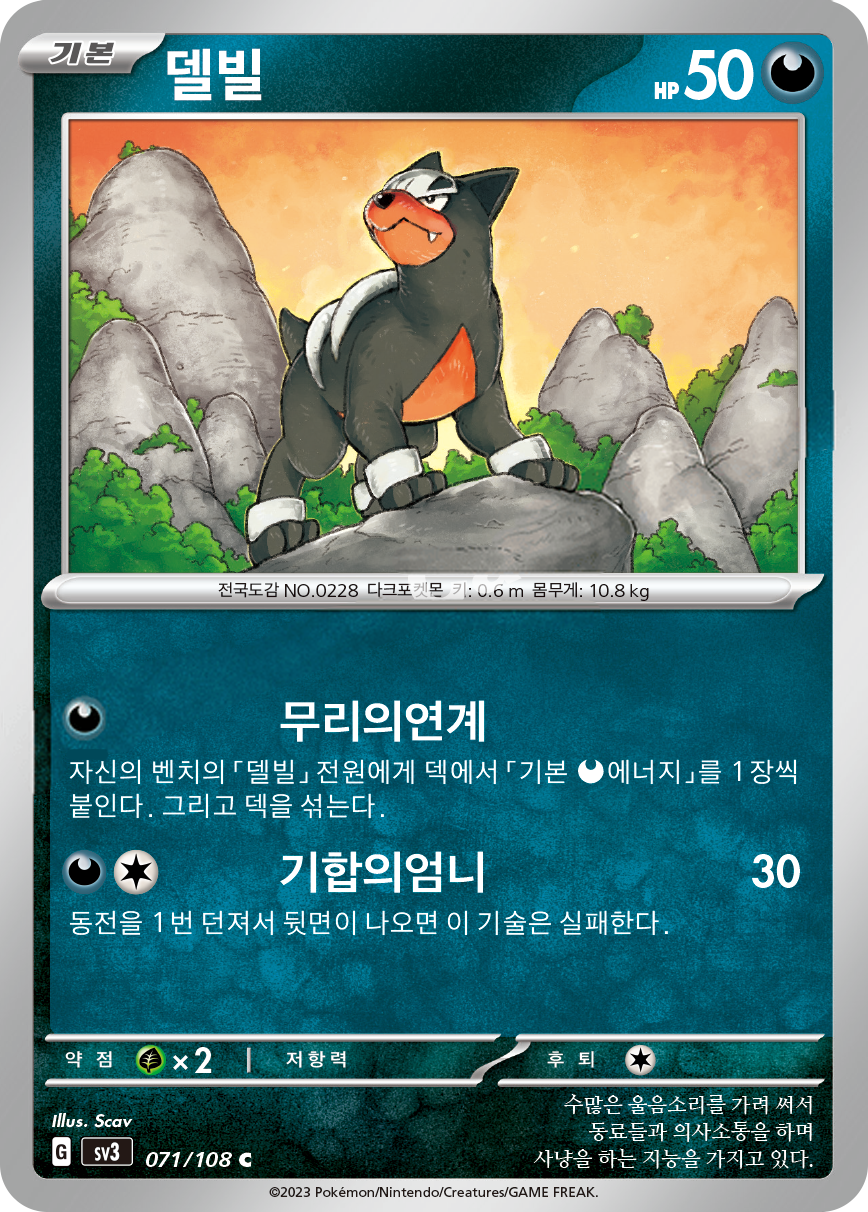 기본 델빌 HP 50
전국도감 NO.0228 다크포켓몬 키: 0.6 m 몸무게: 10.8 kg
무리의연계
자신의 벤치의 「델빌」 전원에게 덱에서 「기본 에너지」를 1장씩
붙인다. 그리고 덱을 섞는다.
기합의엄니 30
동전을 1번 던져서 뒷면이 나오면 이 기술은 실패한다.
약점 ×2 저항력 후퇴
수많은 울음소리를 가려 써서
동료들과 의사소통을 하며
사냥을 하는 지능을 가지고 있다.
Illus. Scav
G sv3 071/108 C
©2023 Pokémon/Nintendo/Creatures/GAME FREAK.